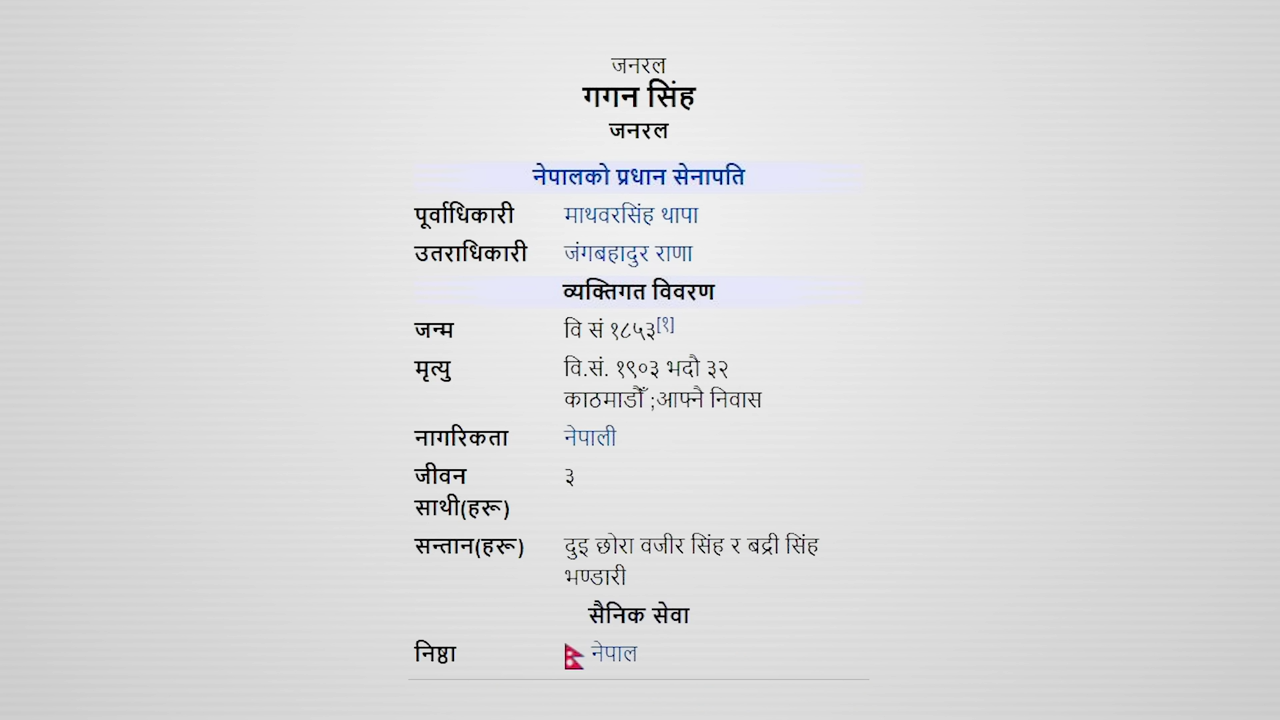 जनरल
गगन सिंह
जनरल
नेपालको प्रधान सेनापति
पूर्वाधिकारी माथवरसिंह थापा
उतराधिकारी जंगबहादुर राणा
व्यक्तिगत विवरण
जन्म वि सं १८५३[१]
मृत्यु वि.सं. १९०३ भदौ ३२
काठमाडौँ ;आफ्नै निवास
नागरिकता नेपाली
जीवन ३
साथी(हरू)
सन्तान(हरू) दुइ छोरा वजीर सिंह र बद्री सिंह
भण्डारी
सैनिक सेवा
निष्ठा नेपाल